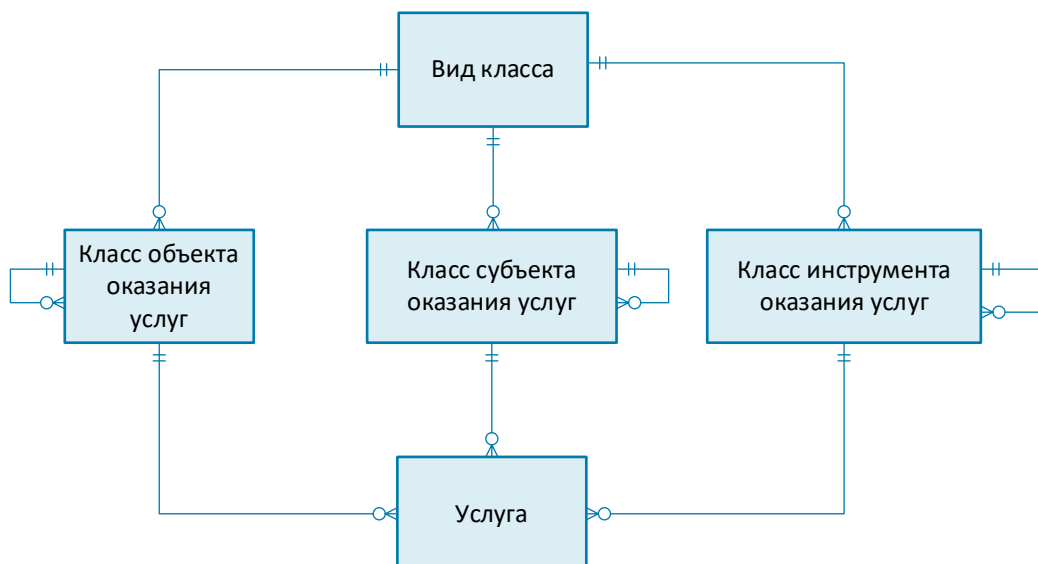 Вид класса
Класс объекта
оказания
услуг
Класс субъекта
оказания услуг
Класс инструмента
оказания услуг
Услуга